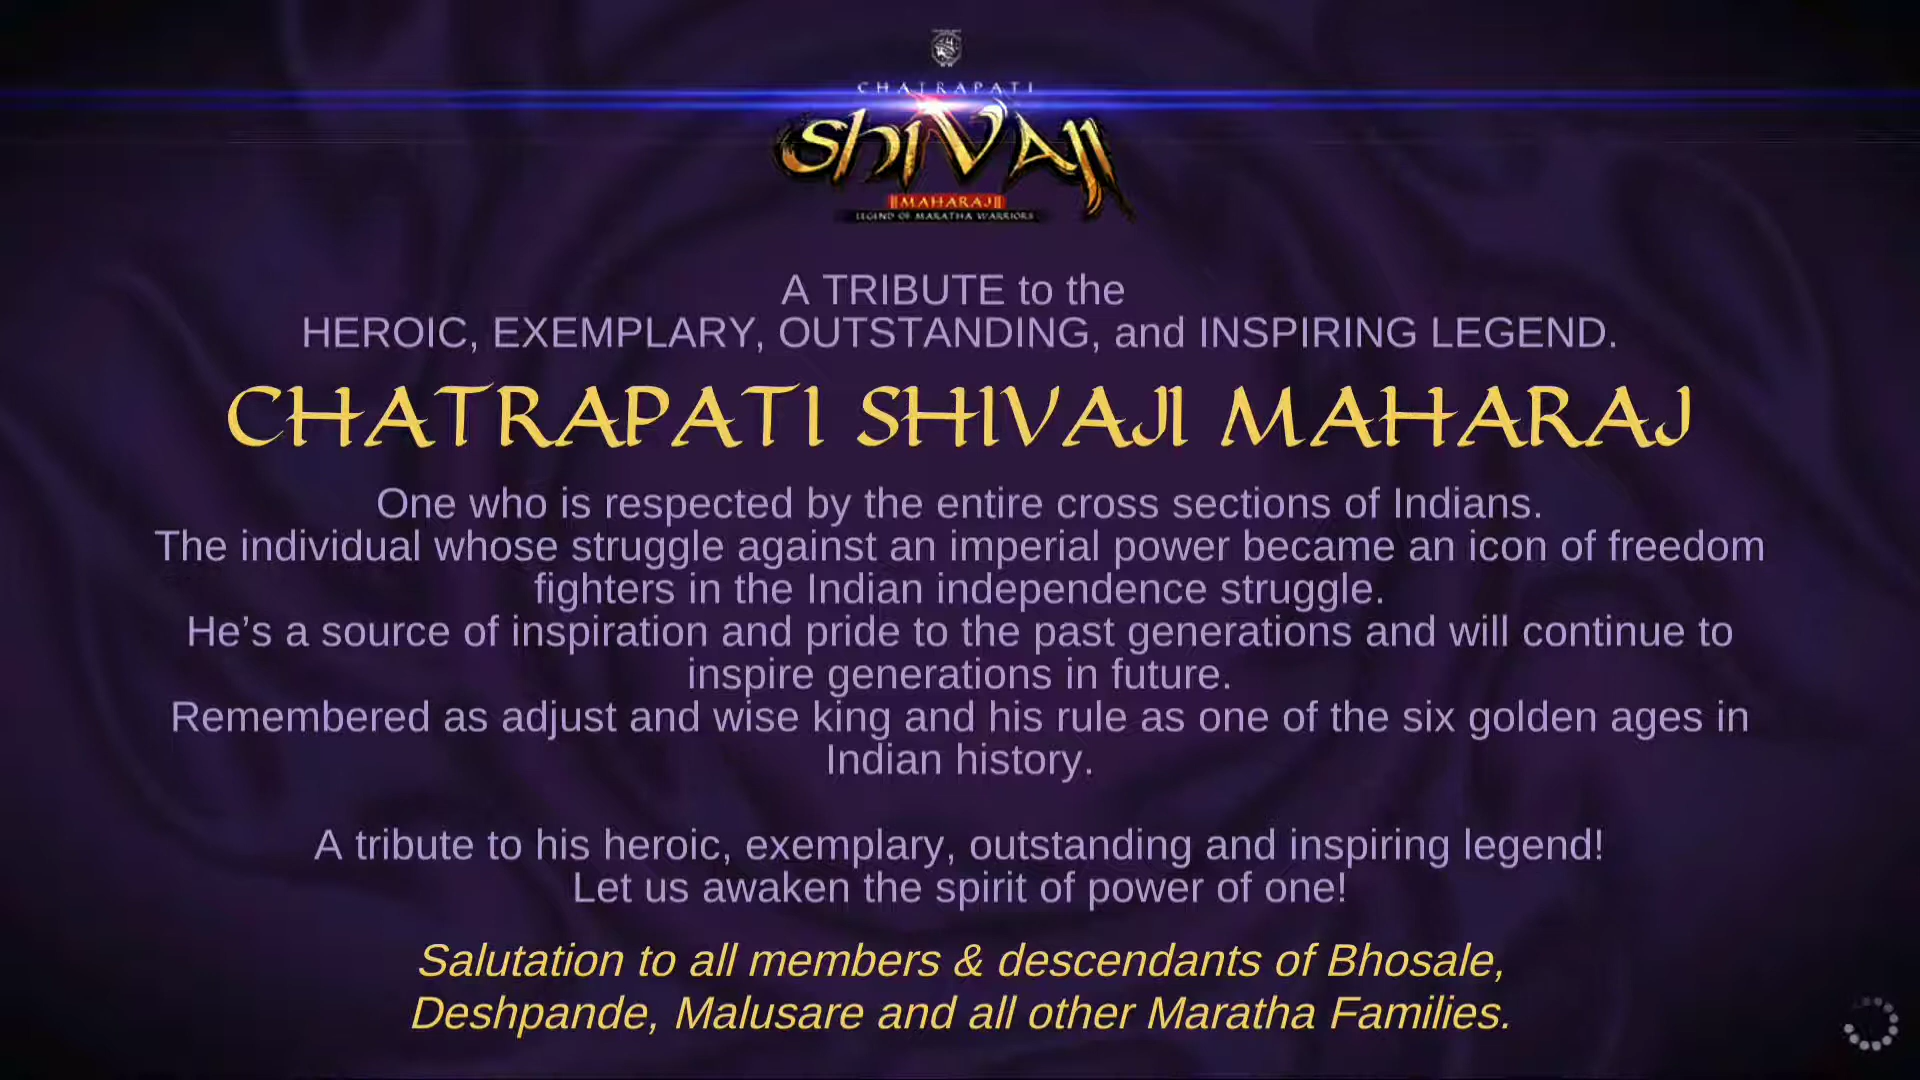 CHATRAPATI
SHIVAJI
MAHARAJ
LEGEND OF MARATHA WARRIORS
A TRIBUTE to the
HEROIC, EXEMPLARY, OUTSTANDING, and INSPIRING LEGEND.
CHATRAPATI SHIVAJI MAHARAJ
One who is respected by the entire cross sections of Indians.
The individual whose struggle against an imperial power became an icon of freedom
fighters in the Indian independence struggle.
He’s a source of inspiration and pride to the past generations and will continue to
inspire generations in future.
Remembered as adjust and wise king and his rule as one of the six golden ages in
Indian history.
A tribute to his heroic, exemplary, outstanding and inspiring legend!
Let us awaken the spirit of power of one!
Salutation to all members & descendants of Bhosale,
Deshpande, Malusare and all other Maratha Families.